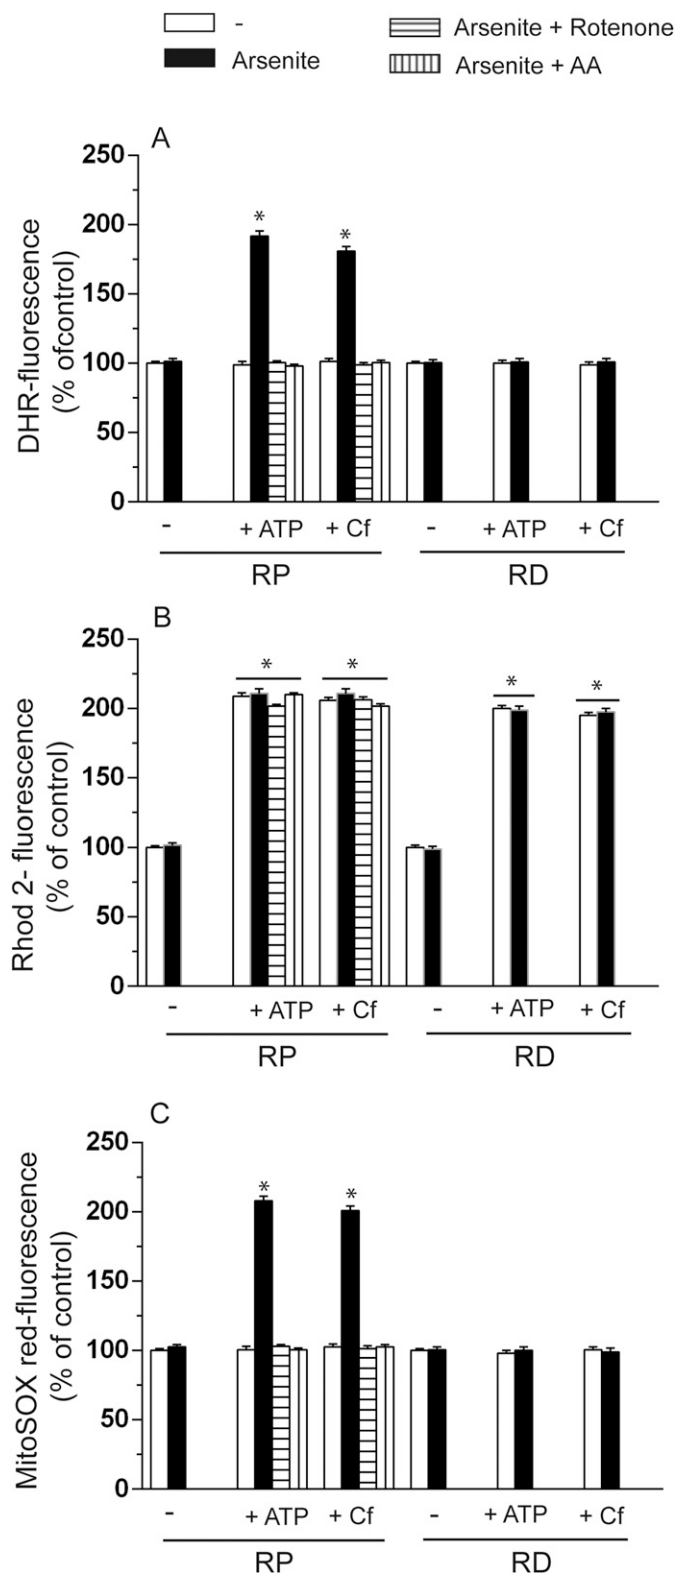 -
Arsenite
Arsenite + Rotenone
Arsenite + AA
A
DHR-fluorescence
(% ofcontrol)
250
200
150
100
50
0
* *
- + ATP + Cf - + ATP + Cf
RP RD
B
Rhod 2- fluorescence
(% of control)
250
200
150
100
50
0
* * * *
- + ATP + Cf - + ATP + Cf
RP RD
C
MitoSOX red-fluorescence
(% of control)
250
200
150
100
50
0
* *
- + ATP + Cf - + ATP + Cf
RP RD